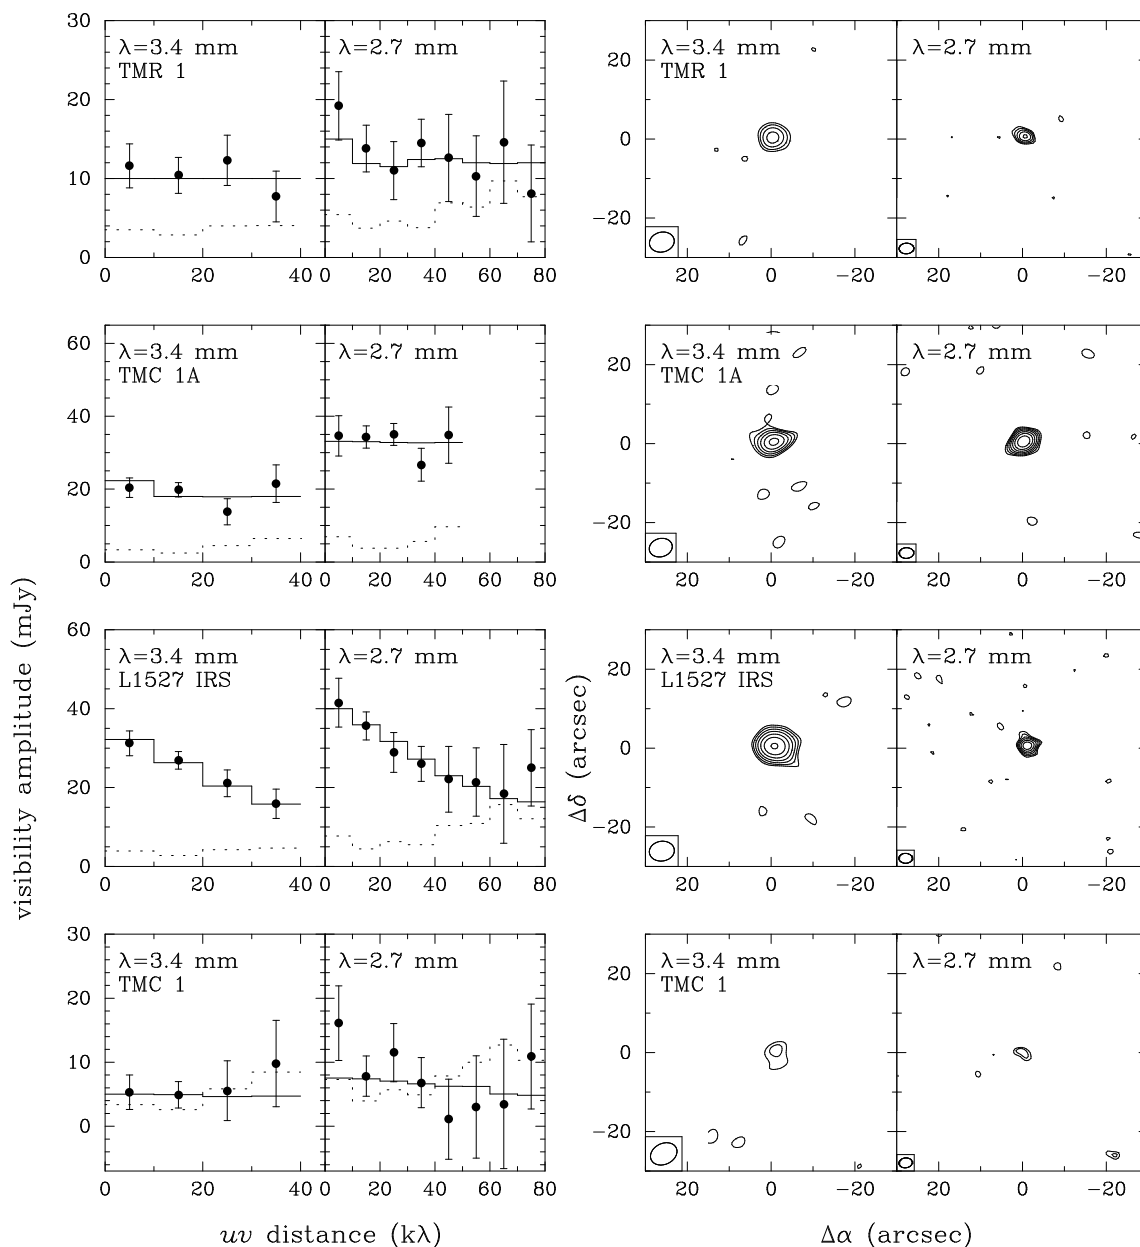 30
20
10
0
λ=3.4 mm
TMR 1
λ=2.7 mm
0 20 40
0 20 40 60 80
20
0
−20
λ=3.4 mm
TMR 1
λ=2.7 mm
20 0 −20
20 0 −20
60
40
20
0
λ=3.4 mm
TMC 1A
λ=2.7 mm
0 20 40
0 20 40 60 80
20
0
−20
λ=3.4 mm
TMC 1A
λ=2.7 mm
20 0 −20
20 0 −20
60
40
20
0
λ=3.4 mm
L1527 IRS
λ=2.7 mm
0 20 40
0 20 40 60 80
20
0
−20
λ=3.4 mm
L1527 IRS
λ=2.7 mm
20 0 −20
20 0 −20
30
20
10
0
λ=3.4 mm
TMC 1
λ=2.7 mm
0 20 40
0 20 40 60 80
20
0
−20
λ=3.4 mm
TMC 1
λ=2.7 mm
20 0 −20
20 0 −20
visibility amplitude (mJy)
uv distance (kλ)
Δδ (arcsec)
Δα (arcsec)